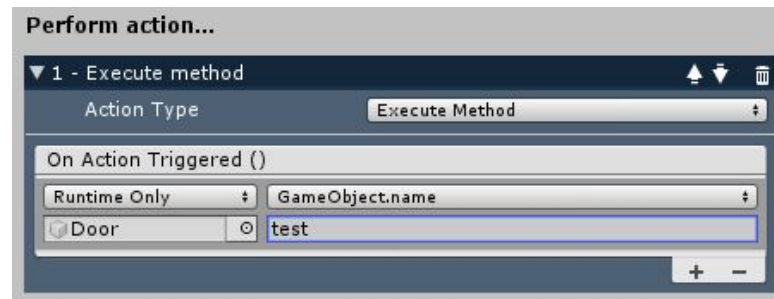 Perform action...
1 - Execute method
Action Type Execute Method
On Action Triggered ()
Runtime Only GameObject.name
Door test